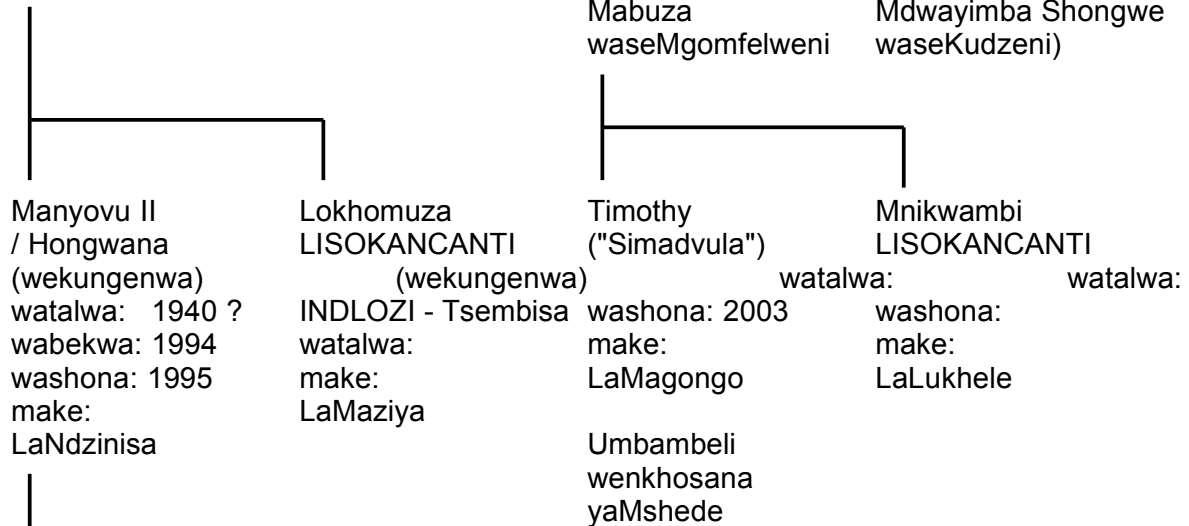 Mabuza
waseMgomfelweni
Mdwayimba Shongwe
waseKudzeni)
Manyovu II
/ Hongwana
(wekungenwa)
watalwa: 1940 ?
wabekwa: 1994
washona: 1995
make:
LaNdzinisa
Lokhomuza
LISOKANCANTI
(wekungenwa)
INDLOZI - Tsembisa
watalwa:
make:
LaMaziya
Timothy
("Simadvula")
watalwa:
washona: 2003
make:
LaMagongo
Umbambeli
wenkhosana
yaMshede
Mnikwambi
LISOKANCANTI
watalwa:
washona:
make:
LaLukhele